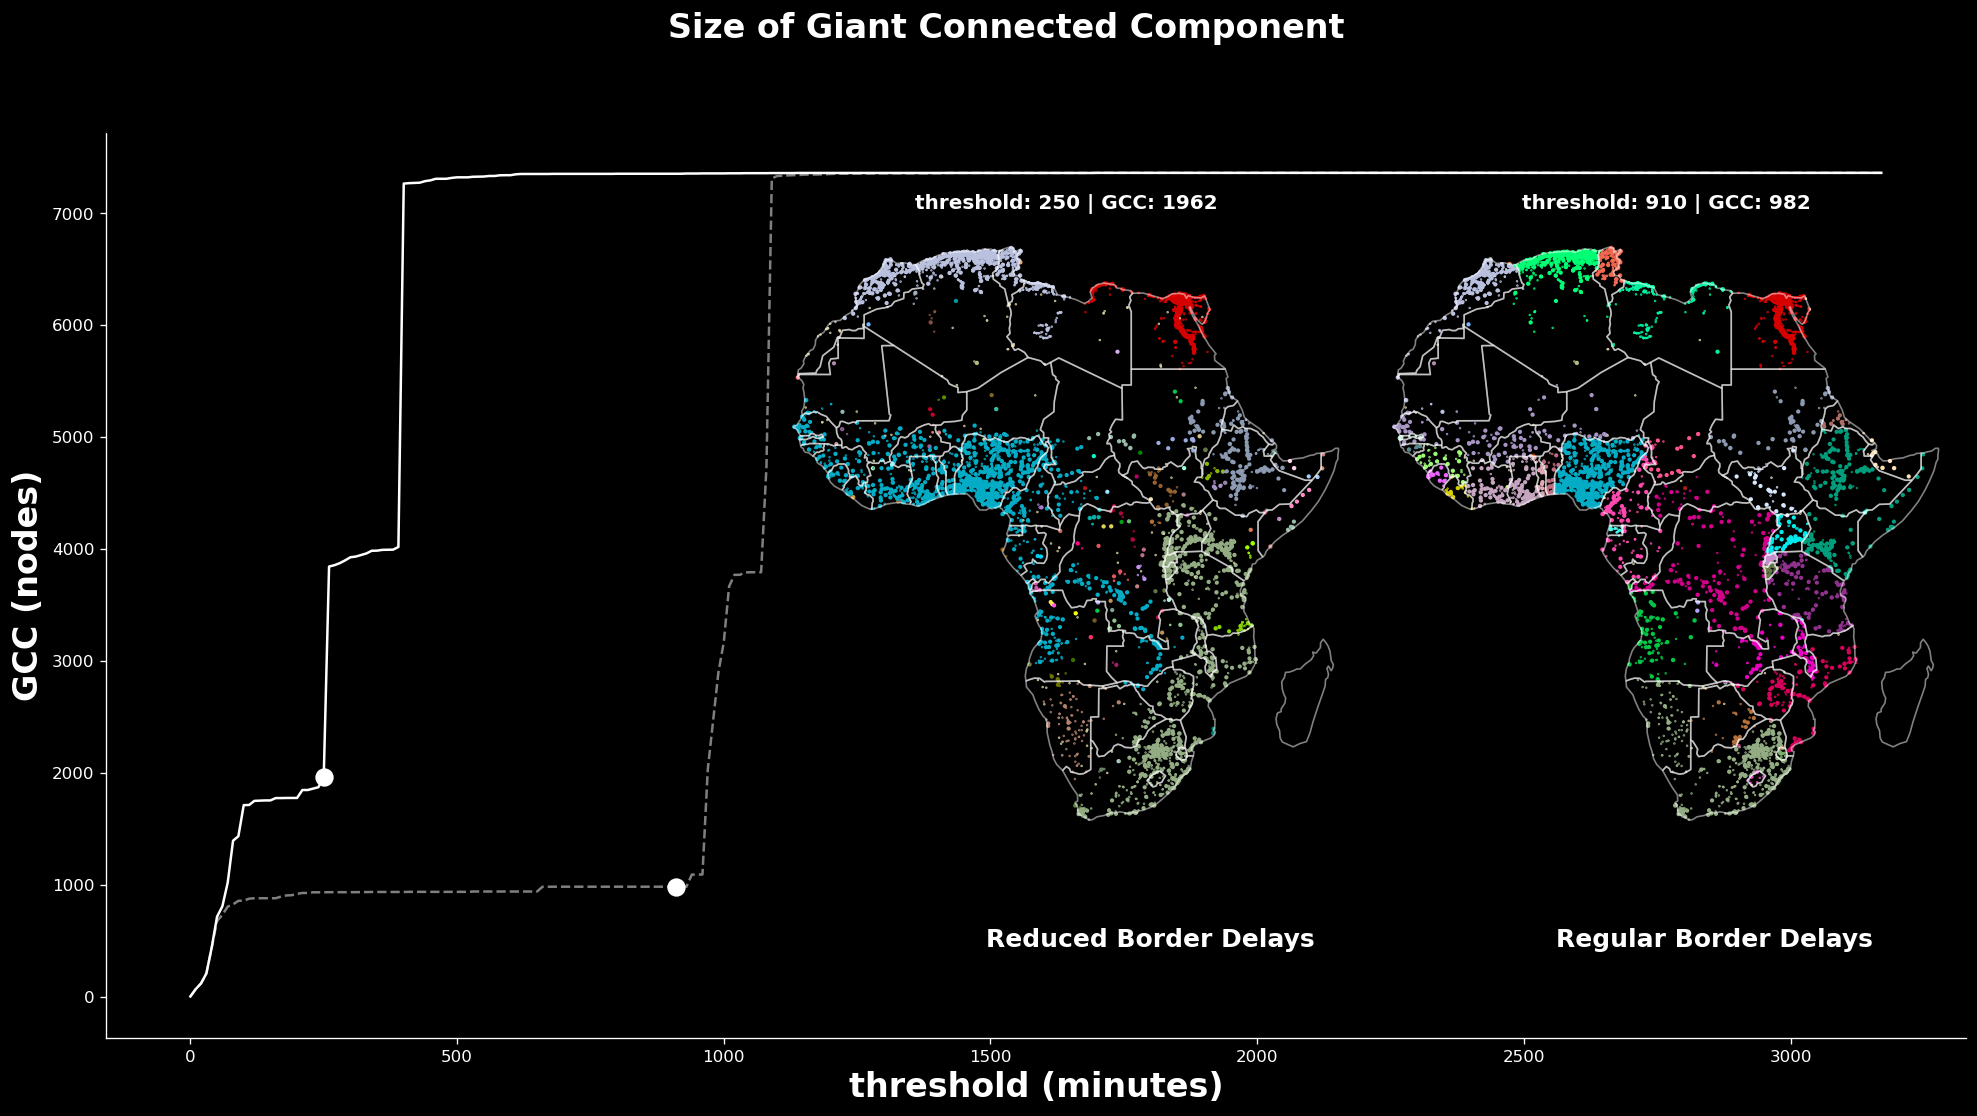 Size of Giant Connected Component
threshold: 250 | GCC: 1962
threshold: 910 | GCC: 982
GCC (nodes)
7000
6000
5000
4000
3000
2000
1000
0
Reduced Border Delays
Regular Border Delays
0
500
1000
1500
2000
2500
3000
threshold (minutes)